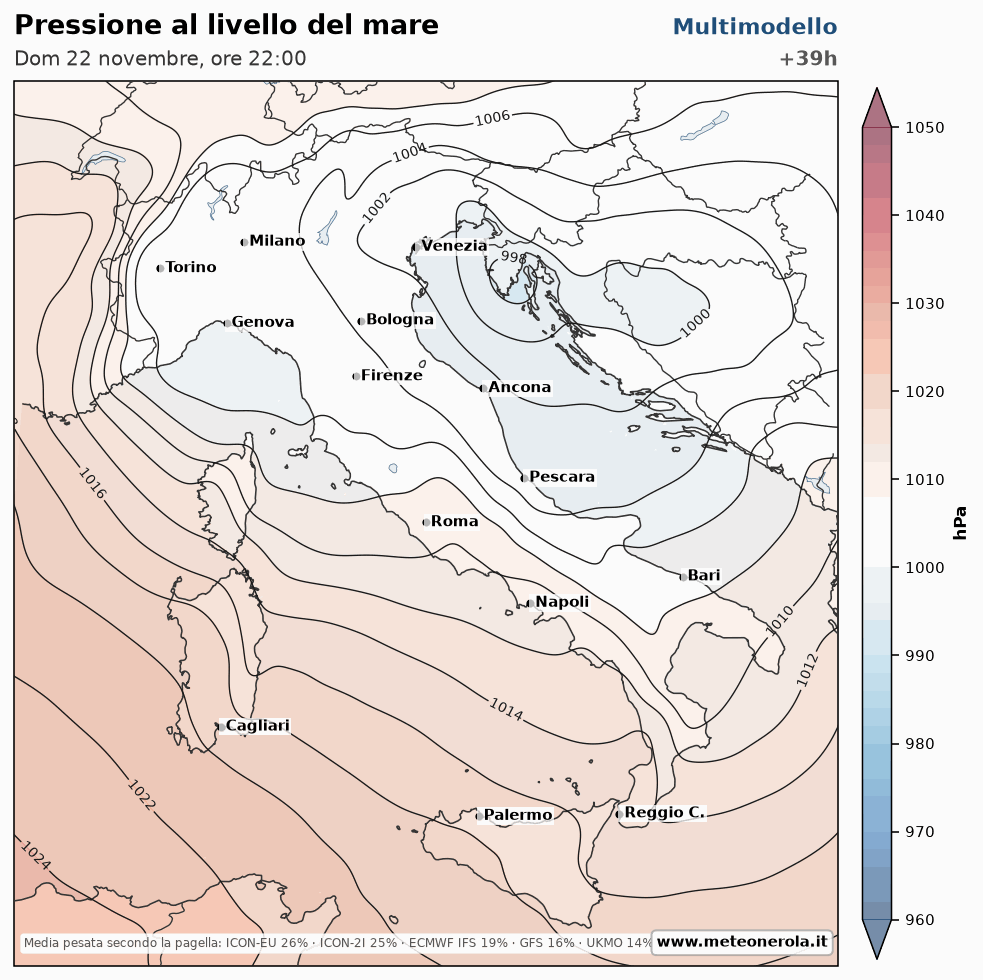 Pressione al livello del mare
Multimodello
Dom 22 novembre, ore 22:00
+39h
1006
1004
1002
Venezia
Milano
998
Torino
Genova
Bologna
1000
Firenze
Ancona
Pescara
1016
Roma
Bari
Napoli
1010
1012
1014
Cagliari
1022
Palermo
Reggio C.
1024
Media pesata secondo la pagella: ICON-EU 26% · ICON-2I 25% · ECMWF IFS 19% · GFS 16% · UKMO 14%
www.meteonerola.it
1050
1040
1030
1020
1010
1000
990
980
970
960
hPa